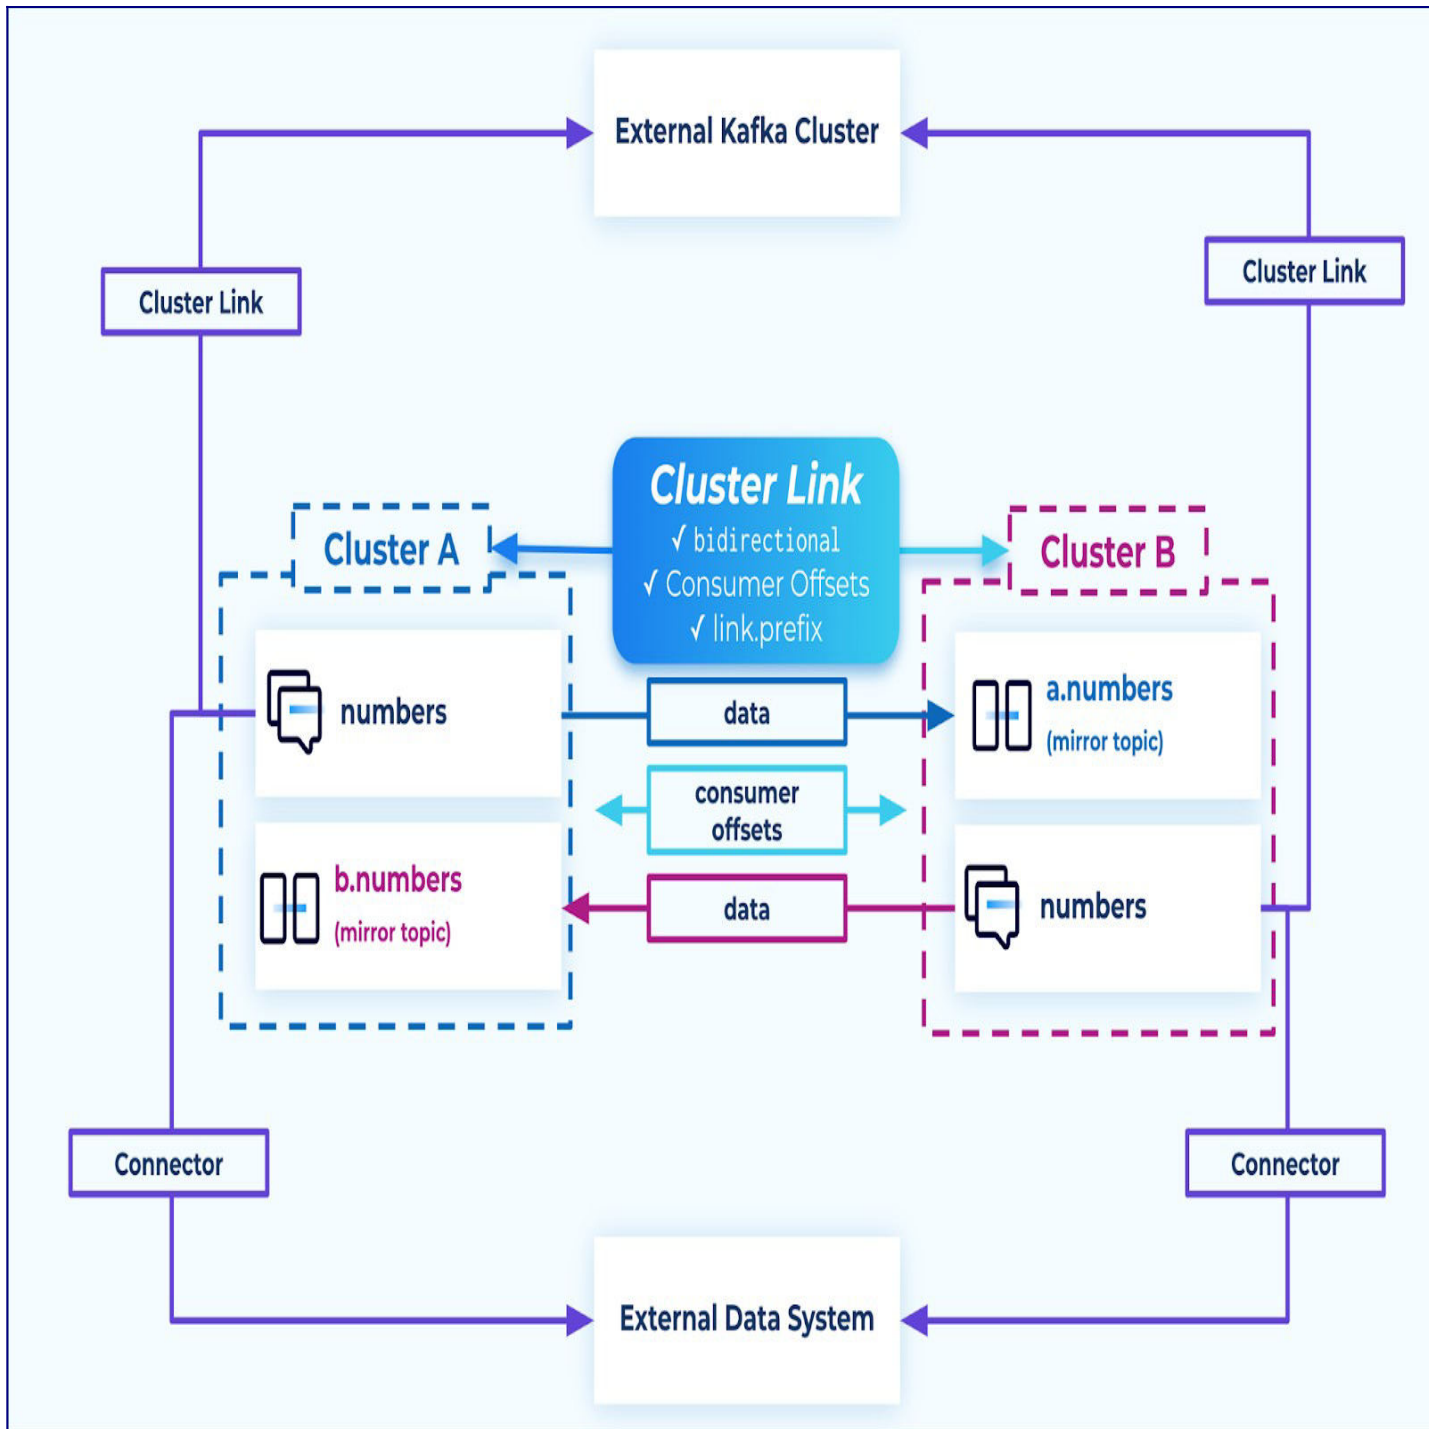 External Kafka Cluster
Cluster Link
Cluster Link
Cluster Link
✓ bidirectional
✓ Consumer Offsets
✓ link.prefix
Cluster A
Cluster B
numbers
data
a.numbers
(mirror topic)
consumer
offsets
b.numbers
(mirror topic)
data
numbers
Connector
Connector
External Data System